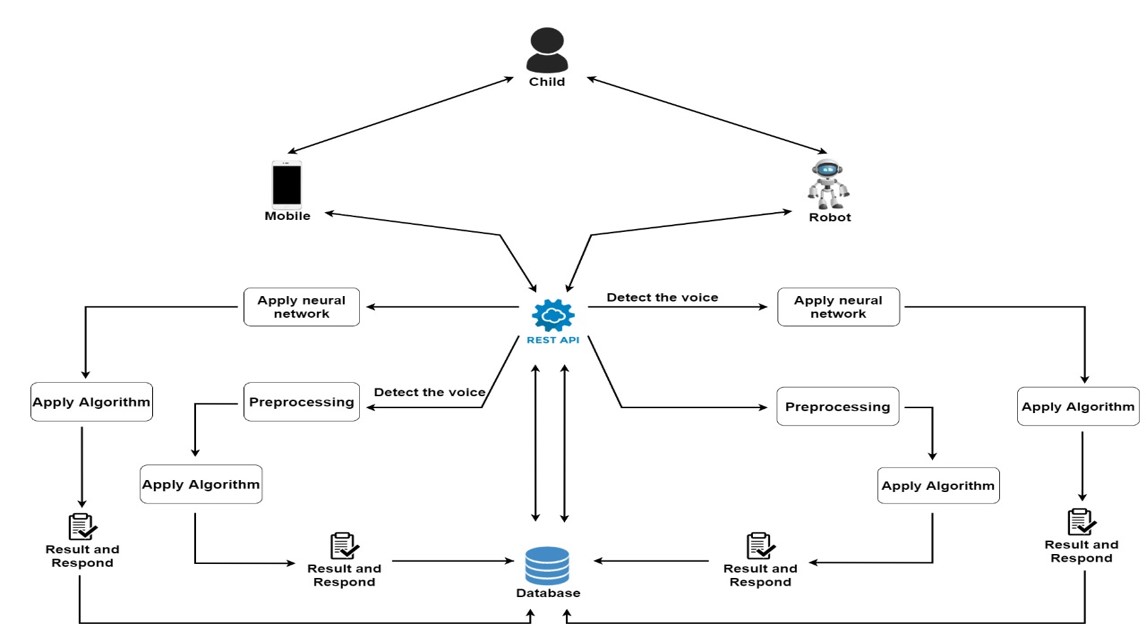 Child
Mobile
Robot
Apply neural
network
Detect the voice
Apply neural
network
REST API
Apply Algorithm
Preprocessing
Detect the voice
Preprocessing
Apply Algorithm
Apply Algorithm
Apply Algorithm
Result and
Respond
Result and
Respond
Database
Result and
Respond
Result and
Respond